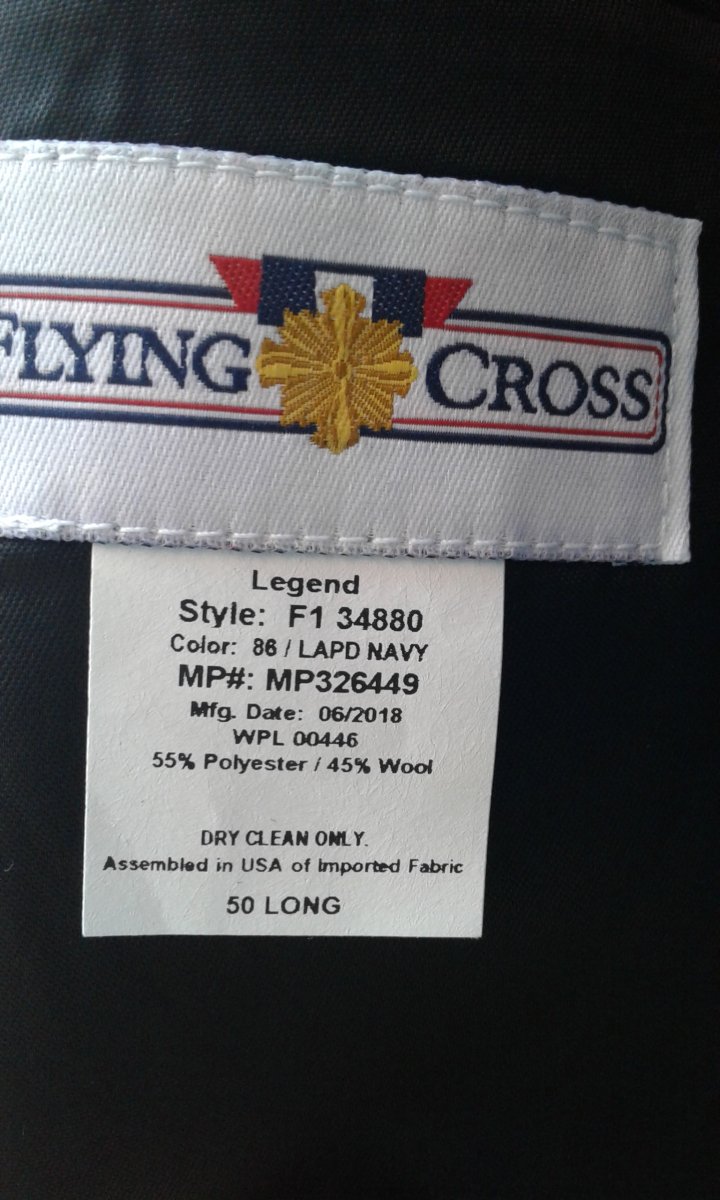 FLYING CROSS
Legend
Style: F1 34880
Color: 86 / LAPD NAVY
MP#: MP326449
Mfg. Date: 06/2018
WPL 00446
55% Polyester / 45% Wool
DRY CLEAN ONLY.
Assembled in USA of Imported Fabric
50 LONG